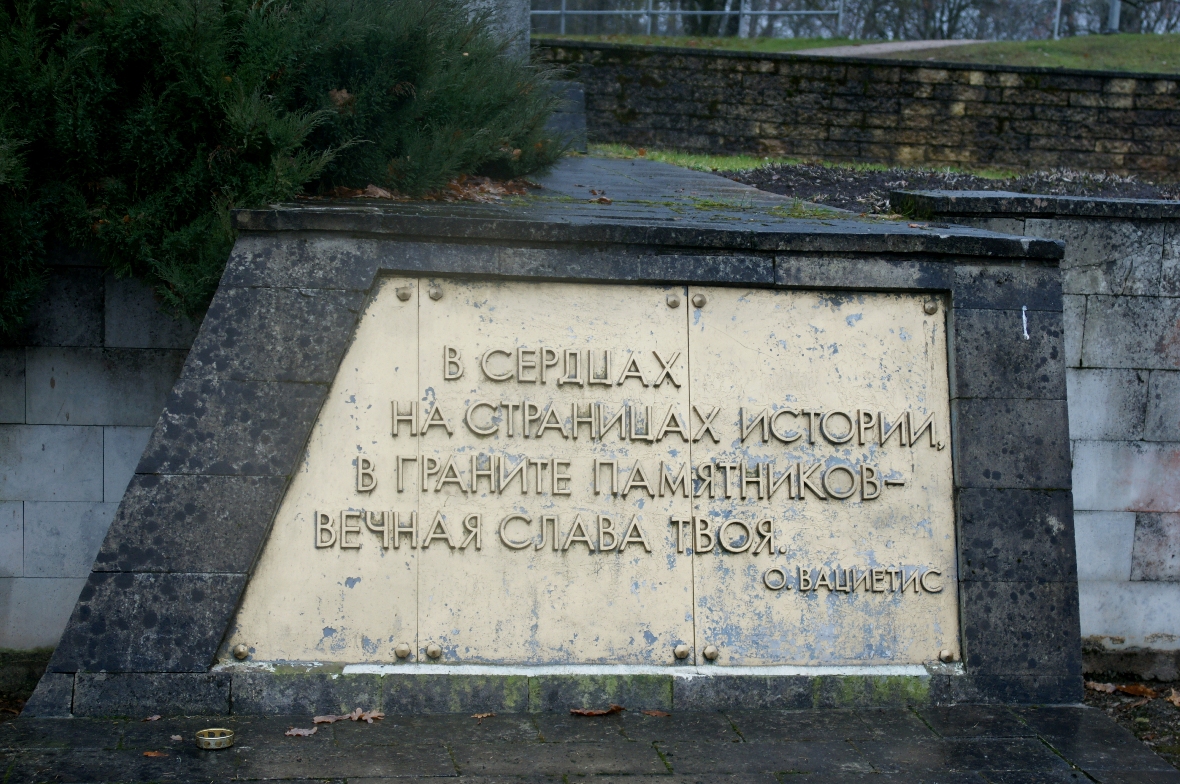 В СЕРДЦАХ
НА СТРАНИЦАХ ИСТОРИИ,
В ГРАНИТЕ ПАМЯТНИКОВ–
ВЕЧНАЯ СЛАВА ТВОЯ.
О. ВАЦИЕТИС